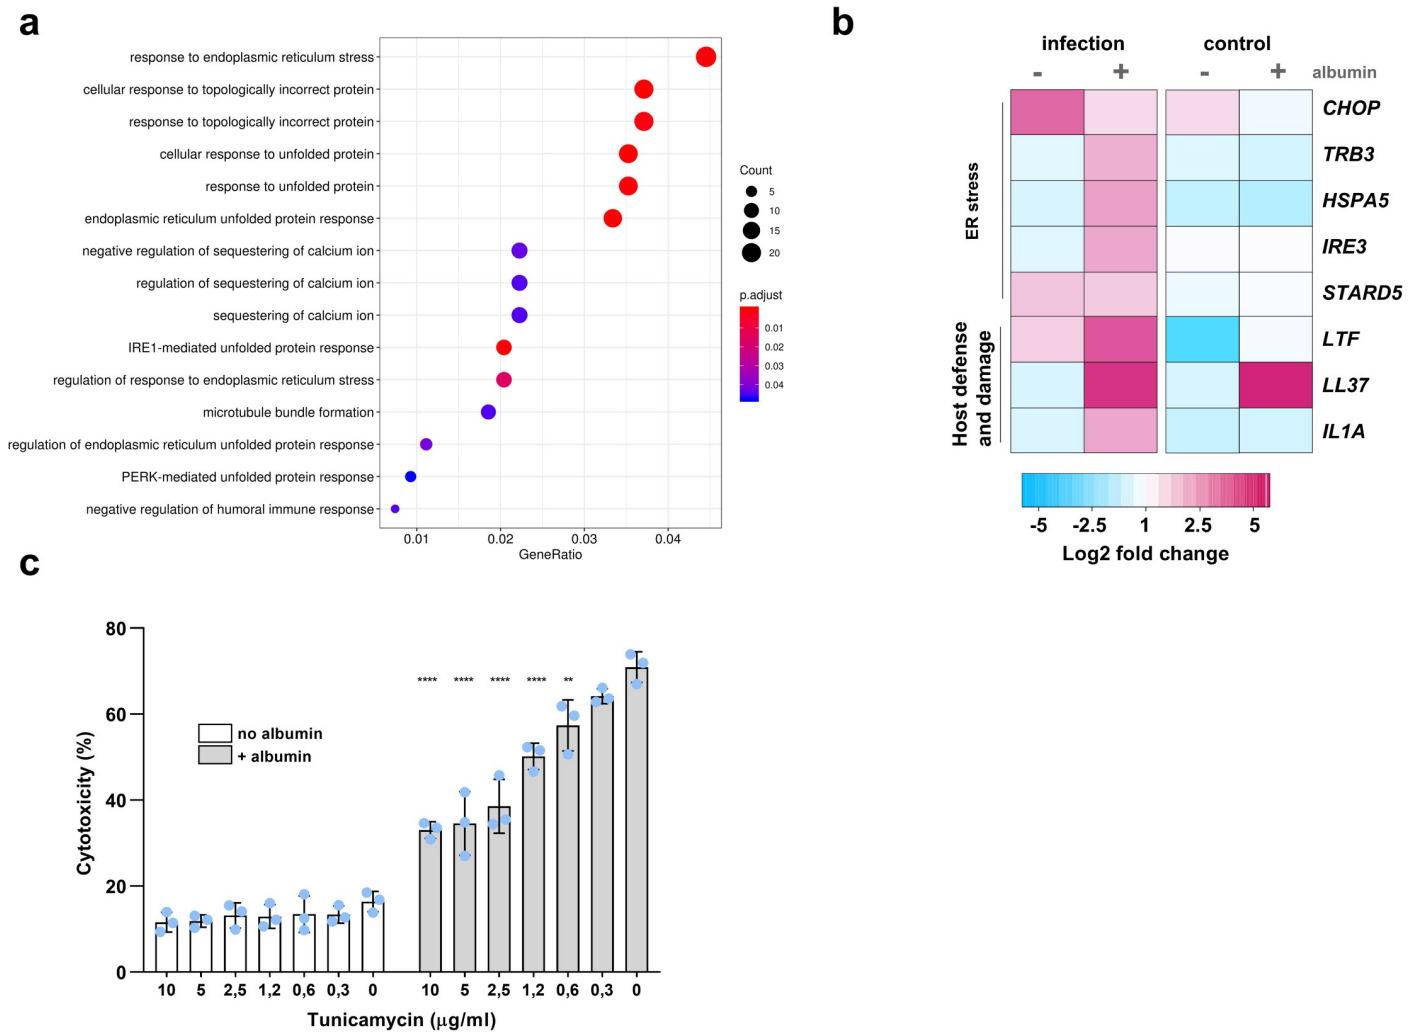 a
response to endoplasmic reticulum stress
cellular response to topologically incorrect protein
response to topologically incorrect protein
cellular response to unfolded protein
response to unfolded protein
endoplasmic reticulum unfolded protein response
negative regulation of sequestering of calcium ion
regulation of sequestering of calcium ion
sequestering of calcium ion
IRE1-mediated unfolded protein response
regulation of response to endoplasmic reticulum stress
microtubule bundle formation
regulation of endoplasmic reticulum unfolded protein response
PERK-mediated unfolded protein response
negative regulation of humoral immune response
0.01 0.02 0.03 0.04
GeneRatio
Count
5
10
15
20
p.adjust
0.01
0.02
0.03
0.04
b
infection control
- + - + albumin
ER stress
Host defense
and damage
CHOP
TRB3
HSPA5
IRE3
STARD5
LTF
LL37
IL1A
-5 -2.5 1 2.5 5
Log2 fold change
c
Cytotoxicity (%)
80
60
40
20
0
no albumin
+ albumin
**** **** **** **** **
10 5 2,5 1,2 0,6 0,3 0 10 5 2,5 1,2 0,6 0,3 0
Tunicamycin (µg/ml)